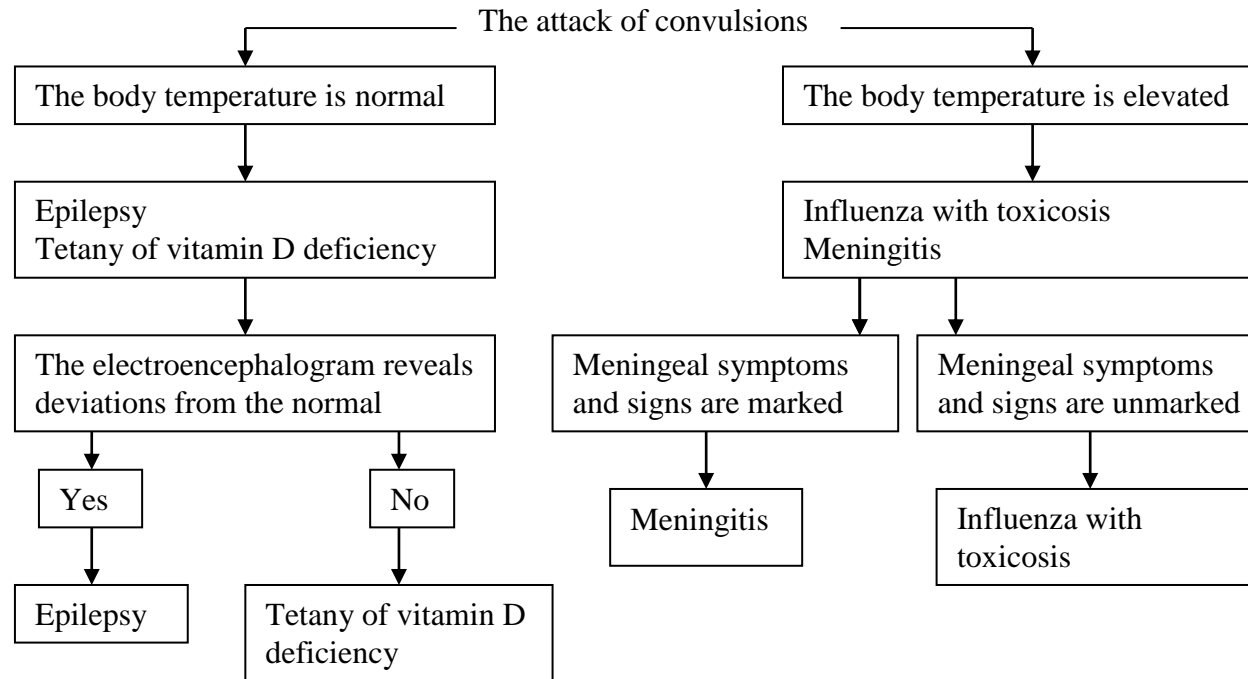 The attack of convulsions
The body temperature is normal
The body temperature is elevated
Epilepsy
Tetany of vitamin D deficiency
Influenza with toxicosis
Meningitis
The electroencephalogram reveals
deviations from the normal
Meningeal symptoms
and signs are marked
Meningeal symptoms
and signs are unmarked
Yes
No
Meningitis
Influenza with
toxicosis
Epilepsy
Tetany of vitamin D
deficiency